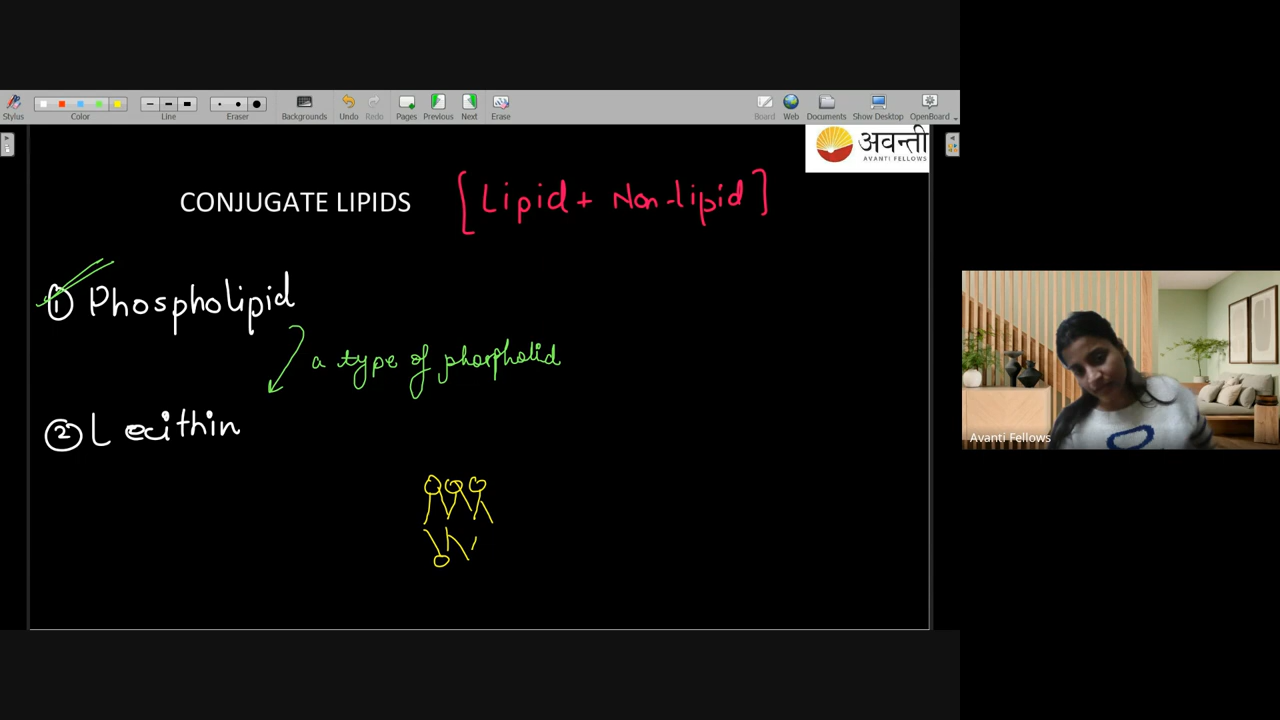 Stylus
Color
Line
Eraser
Backgrounds
Undo
Redo
Pages
Previous
Next
Erase
Board
Web
Documents
Show Desktop
OpenBoard
अवन्ती
AVANTI FELLOWS
CONJUGATE LIPIDS [Lipid + Non-lipid]
① Phospholipid
a type of phospholid
② Lecithin
Avanti Fellows